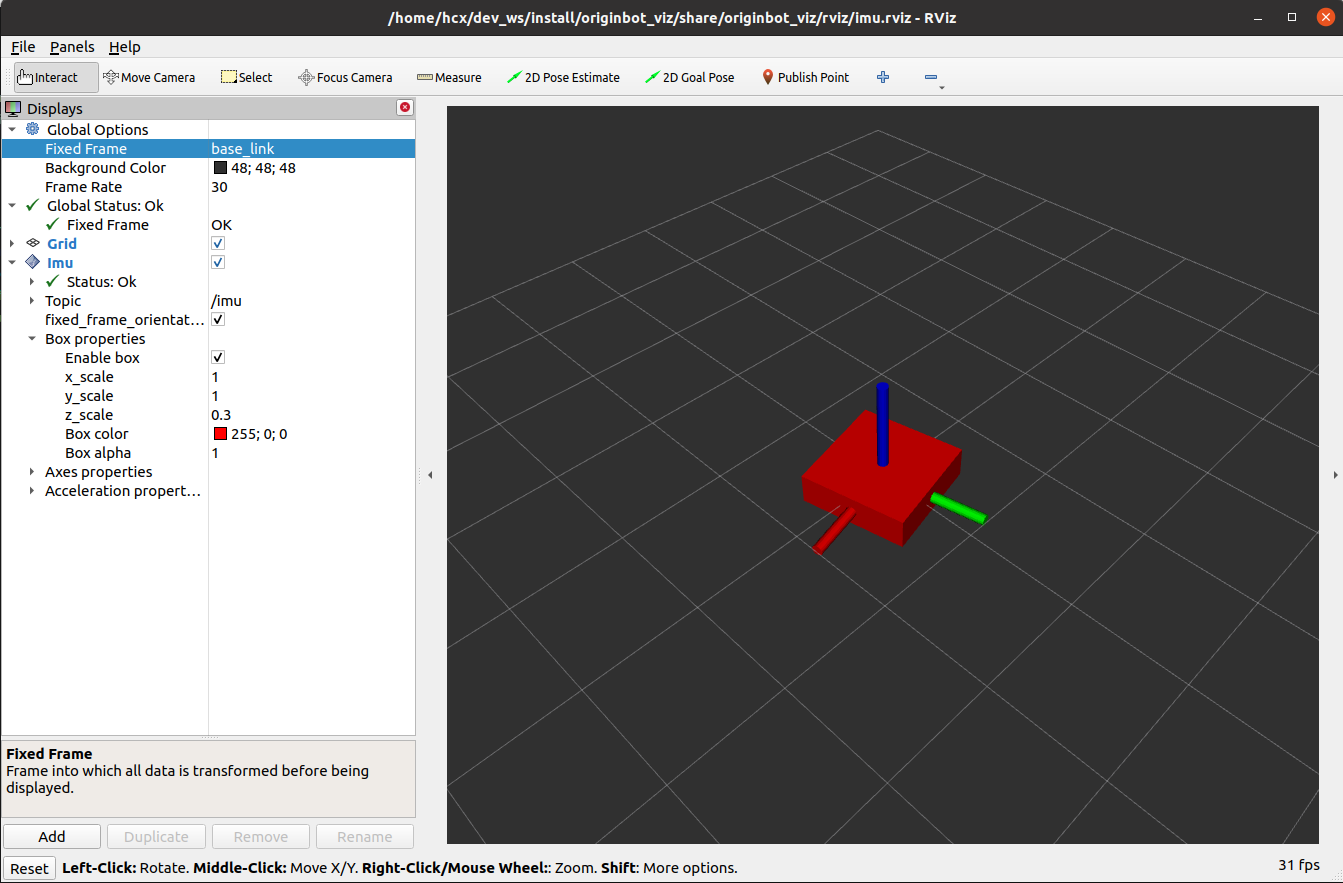 /home/hcx/dev_ws/install/originbot_viz/share/originbot_viz/rviz/imu.rviz - RViz
File Panels Help
Interact Move Camera Select Focus Camera Measure 2D Pose Estimate 2D Goal Pose Publish Point
Displays
Global Options
Fixed Frame base_link
Background Color 48; 48; 48
Frame Rate 30
Global Status: Ok
Fixed Frame OK
Grid
Imu
Status: Ok
Topic /imu
fixed_frame_orientat...
Box properties
Enable box
x_scale 1
y_scale 1
z_scale 0.3
Box color 255; 0; 0
Box alpha 1
Axes properties
Acceleration propert...
Fixed Frame
Frame into which all data is transformed before being
displayed.
Add Duplicate Remove Rename
Reset Left-Click: Rotate. Middle-Click: Move X/Y. Right-Click/Mouse Wheel:: Zoom. Shift: More options. 31 fps